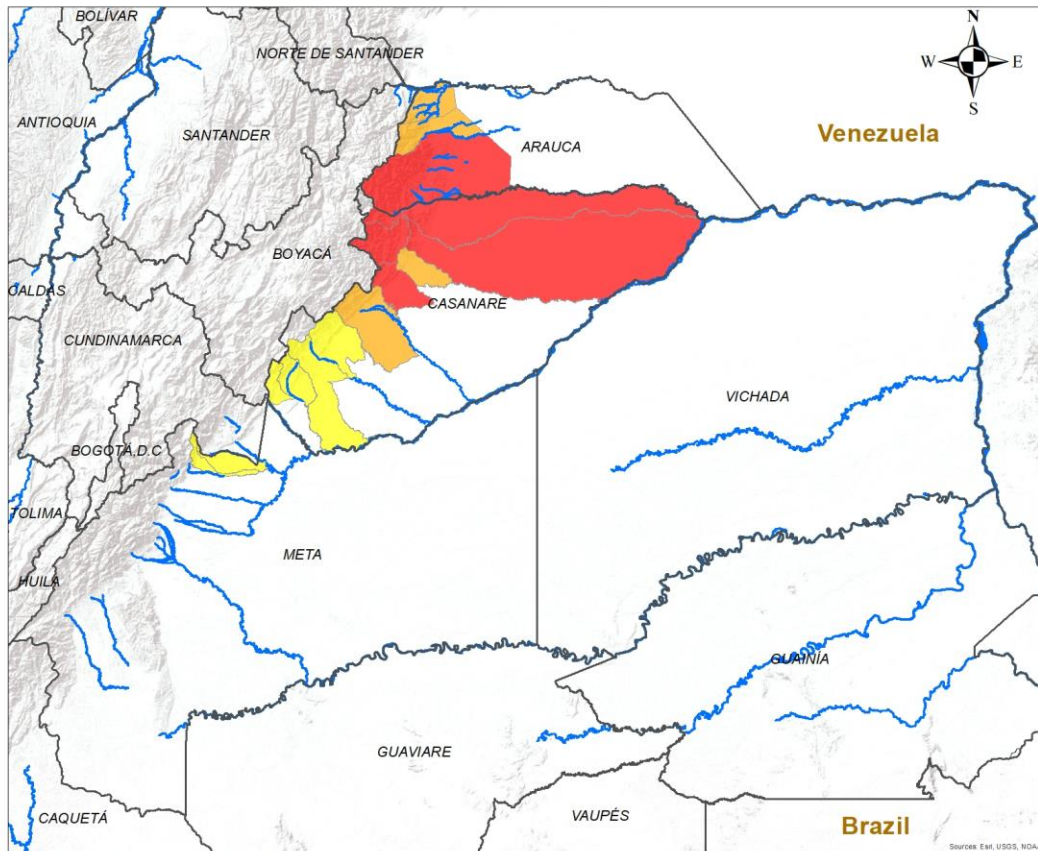 BOLÍVAR
NORTE DE SANTANDER
N
W
E
S
ANTIOQUIA
SANTANDER
ARAUCA
Venezuela
BOYACÁ
CALDAS
CASANARE
CUNDINAMARCA
VICHADA
BOGOTÁ,D.C
TOLIMA
META
HUILA
GUAINÍA
GUAVIARE
CAQUETÁ
VAUPÉS
Brazil
Sources: Esri, USGS, NOAA